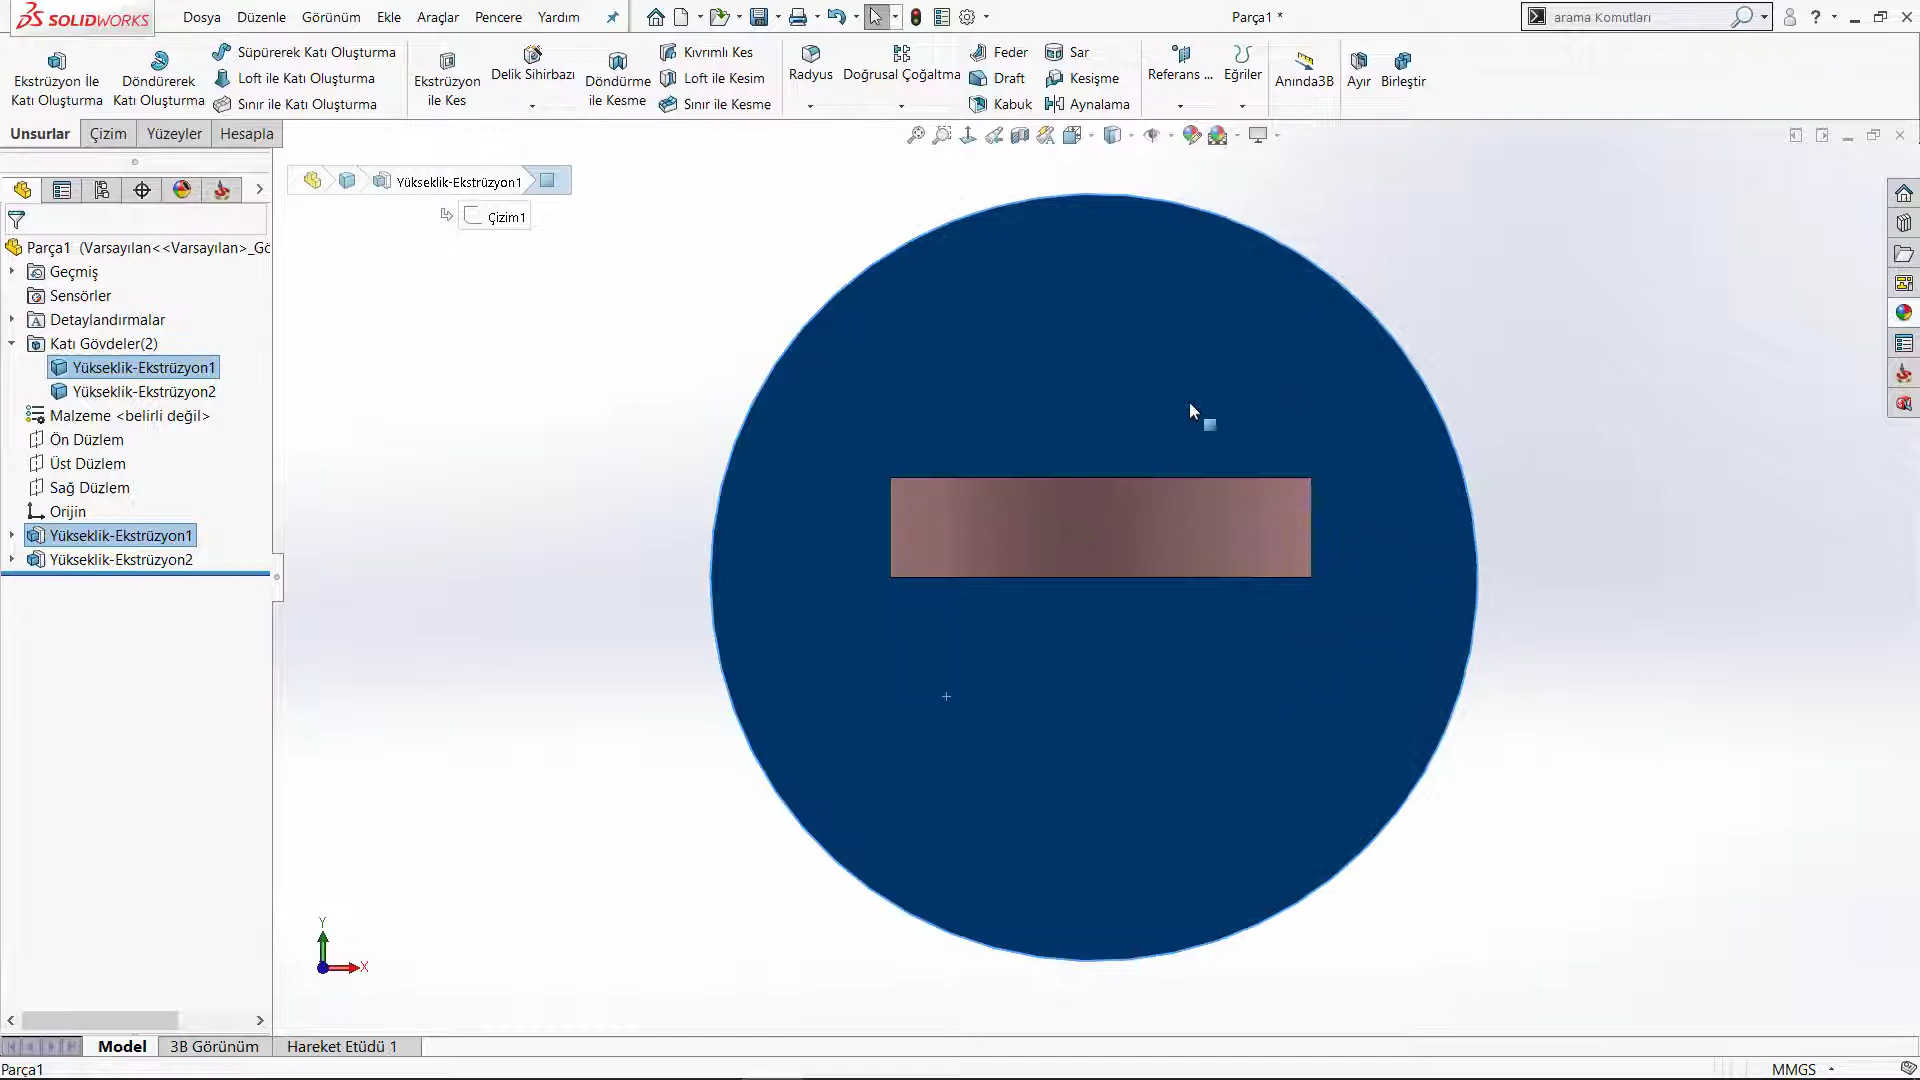 SOLIDWORKS
Dosya Düzenle Görünüm Ekle Araçlar Pencere Yardım
Parça1 *
arama Komutları
Ekstrüzyon İle
Katı Oluşturma
Döndürerek
Katı Oluşturma
Süpürerek Katı Oluşturma
Loft ile Katı Oluşturma
Sınır ile Katı Oluşturma
Ekstrüzyon
ile Kes
Delik Sihirbazı
Döndürme
ile Kesme
Kıvrımlı Kes
Loft ile Kesim
Sınır ile Kesme
Radyus
Doğrusal Çoğaltma
Feder
Draft
Kabuk
Sar
Kesişme
Aynalama
Referans ...
Eğriler
Anında3B
Ayır
Birleştir
Unsurlar Çizim Yüzeyler Hesapla
Yükseklik-Ekstrüzyon1
Çizim1
Parça1 (Varsayılan<<Varsayılan>_Gö
Geçmiş
Sensörler
Detaylandırmalar
Katı Gövdeler(2)
Yükseklik-Ekstrüzyon1
Yükseklik-Ekstrüzyon2
Malzeme <belirli değil>
Ön Düzlem
Üst Düzlem
Sağ Düzlem
Orijin
Yükseklik-Ekstrüzyon1
Yükseklik-Ekstrüzyon2
Y
X
Model 3B Görünüm Hareket Etüdü 1
Parça1
MMGS